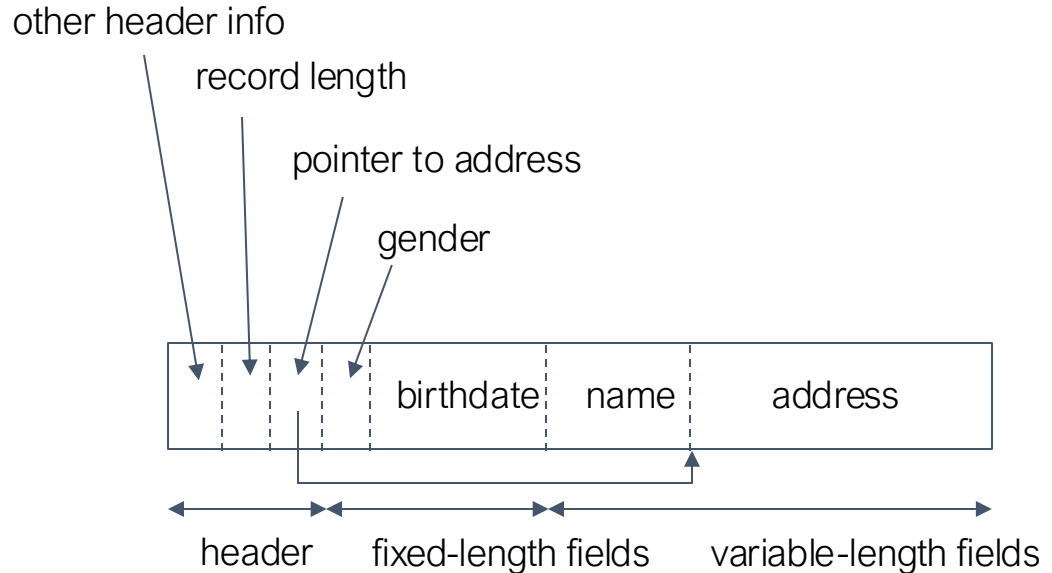 other header info
record length
pointer to address
gender
birthdate
name
address
header
fixed-length fields
variable-length fields